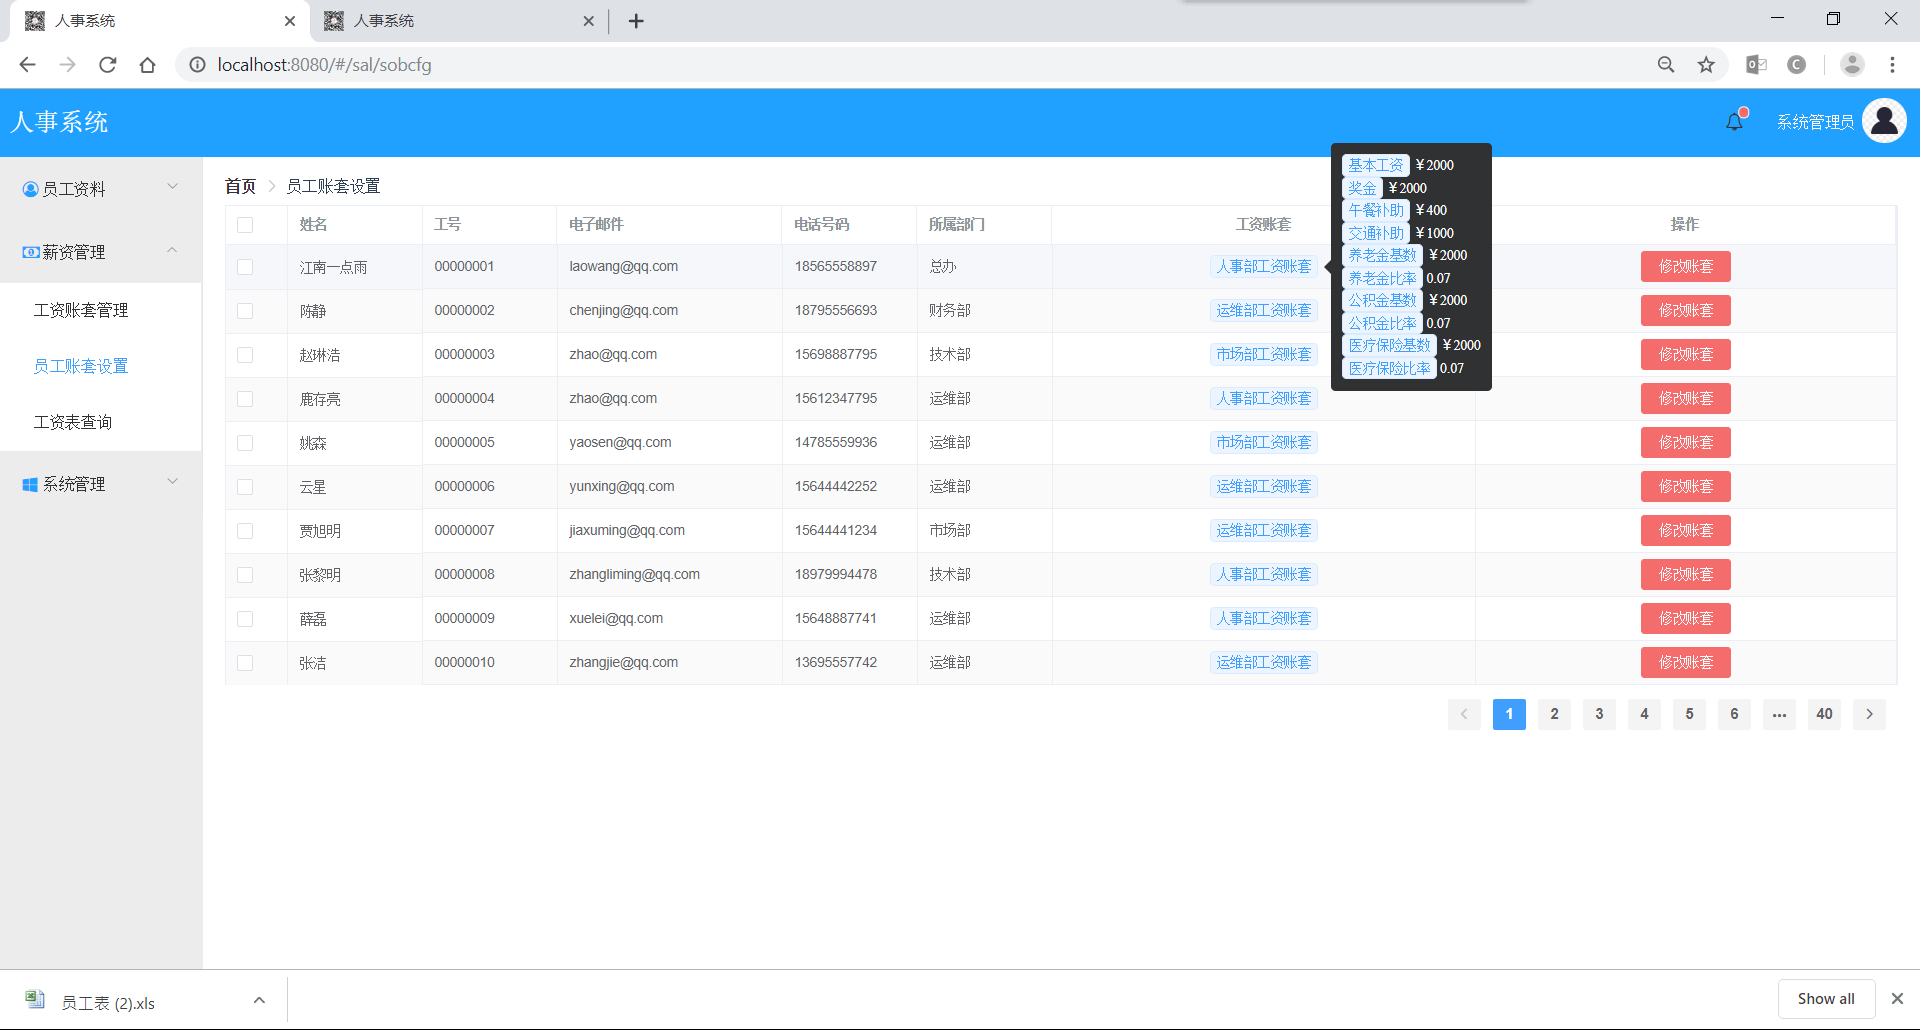 人事系统
人事系统
localhost:8080/#/sal/sobcfg
人事系统
系统管理员
员工资料
薪资管理
工资账套管理
员工账套设置
工资表查询
系统管理
首页 员工账套设置
姓名 工号 电子邮件 电话号码 所属部门 工资账套 操作
江南一点雨 00000001 laowang@qq.com 18565558897 总办 人事部工资账套 修改账套
陈静 00000002 chenjing@qq.com 18795556693 财务部 运维部工资账套 修改账套
赵琳浩 00000003 zhao@qq.com 15698887795 技术部 市场部工资账套 修改账套
鹿存亮 00000004 zhao@qq.com 15612347795 运维部 人事部工资账套 修改账套
姚森 00000005 yaosen@qq.com 14785559936 运维部 市场部工资账套 修改账套
云星 00000006 yunxing@qq.com 15644442252 运维部 运维部工资账套 修改账套
贾旭明 00000007 jiaxuming@qq.com 15644441234 市场部 运维部工资账套 修改账套
张黎明 00000008 zhangliming@qq.com 18979994478 技术部 人事部工资账套 修改账套
薛磊 00000009 xuelei@qq.com 15648887741 运维部 人事部工资账套 修改账套
张洁 00000010 zhangjie@qq.com 13695557742 运维部 运维部工资账套 修改账套
基本工资 ￥2000
奖金 ￥2000
午餐补助 ￥400
交通补助 ￥1000
养老金基数 ￥2000
养老金比率 0.07
公积金基数 ￥2000
公积金比率 0.07
医疗保险基数 ￥2000
医疗保险比率 0.07
1 2 3 4 5 6 ... 40
员工表 (2).xls
Show all